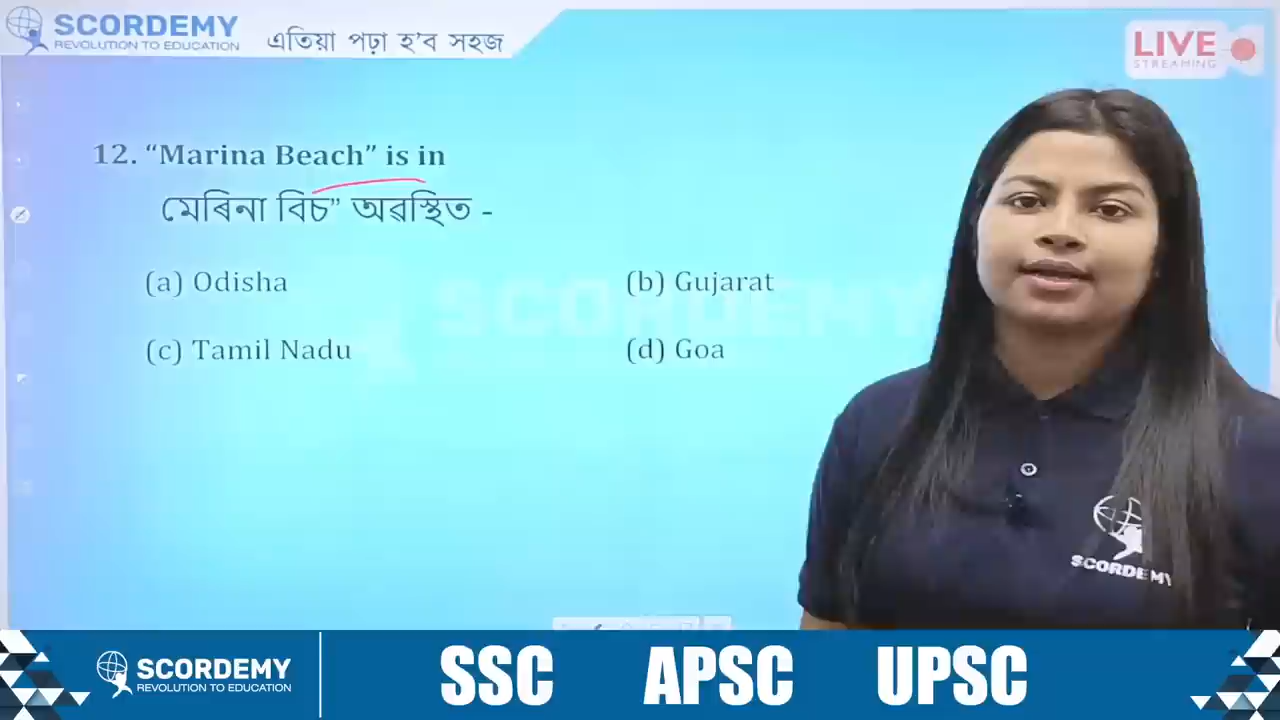 SCORDEMY
REVOLUTION TO EDUCATION
এতিয়া পঢ়া হ'ব সহজ
LIVE
STREAMING
12. “Marina Beach” is in
মেৰিনা বিচ” অৱস্থিত -
(a) Odisha
(b) Gujarat
(c) Tamil Nadu
(d) Goa
SCORDEMY
SCORDEMY
SCORDEMY
REVOLUTION TO EDUCATION
SSC APSC UPSC